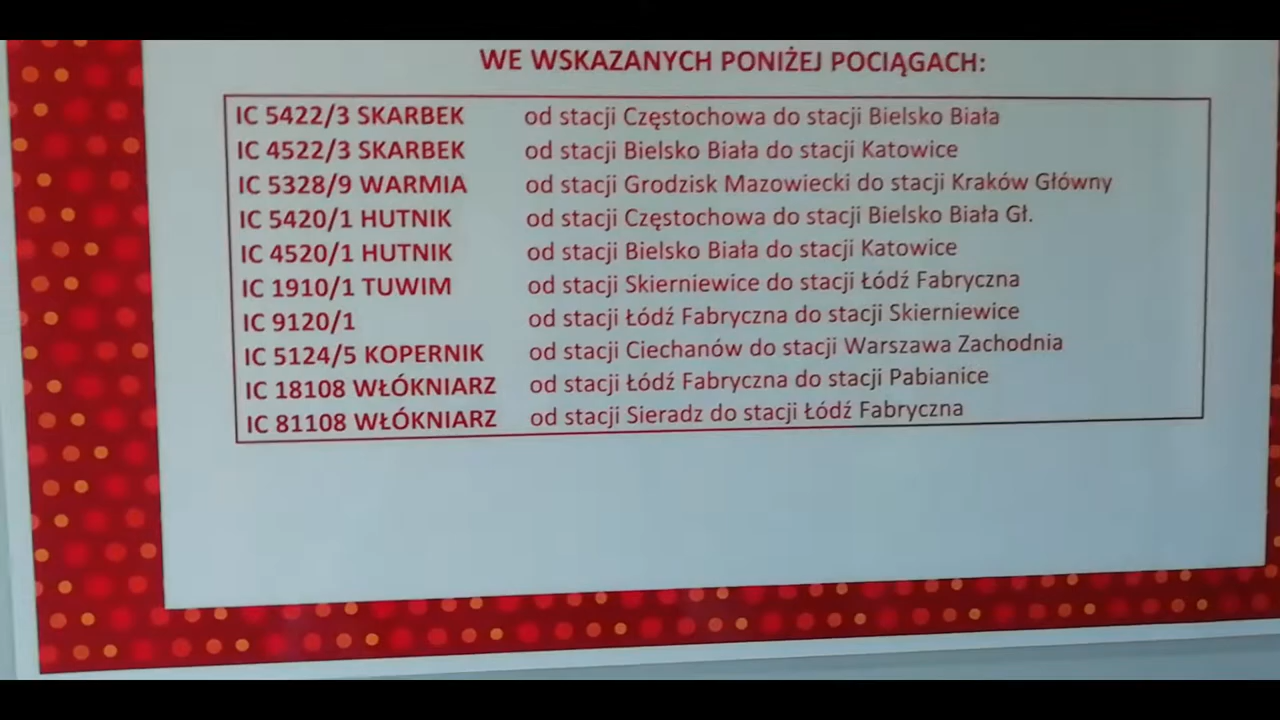 WE WSKAZANYCH PONIŻEJ POCIĄGACH:
IC 5422/3 SKARBEK od stacji Częstochowa do stacji Bielsko Biała
IC 4522/3 SKARBEK od stacji Bielsko Biała do stacji Katowice
IC 5328/9 WARMIA od stacji Grodzisk Mazowiecki do stacji Kraków Główny
IC 5420/1 HUTNIK od stacji Częstochowa do stacji Bielsko Biała Gł.
IC 4520/1 HUTNIK od stacji Bielsko Biała do stacji Katowice
IC 1910/1 TUWIM od stacji Skierniewice do stacji Łódź Fabryczna
IC 9120/1 od stacji Łódź Fabryczna do stacji Skierniewice
IC 5124/5 KOPERNIK od stacji Ciechanów do stacji Warszawa Zachodnia
IC 18108 WŁÓKNIARZ od stacji Łódź Fabryczna do stacji Pabianice
IC 81108 WŁÓKNIARZ od stacji Sieradz do stacji Łódź Fabryczna